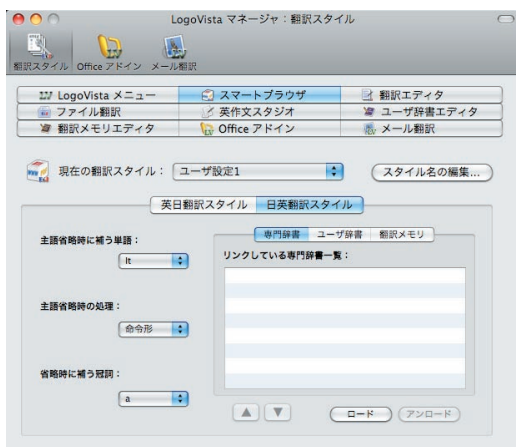 LogoVista マネージャ：翻訳スタイル
翻訳スタイル Office アドイン メール翻訳
LogoVista メニュー スマートブラウザ 翻訳エディタ
ファイル翻訳 英作文スタジオ ユーザ辞書エディタ
翻訳メモリエディタ Office アドイン メール翻訳
現在の翻訳スタイル： ユーザ設定1 スタイル名の編集...
英日翻訳スタイル 日英翻訳スタイル
専門辞書 ユーザ辞書 翻訳メモリ
主語省略時に補う単語：
リンクしている専門辞書一覧：
It
主語省略時の処理：
命令形
省略時に補う冠詞：
a
ロード アンロード